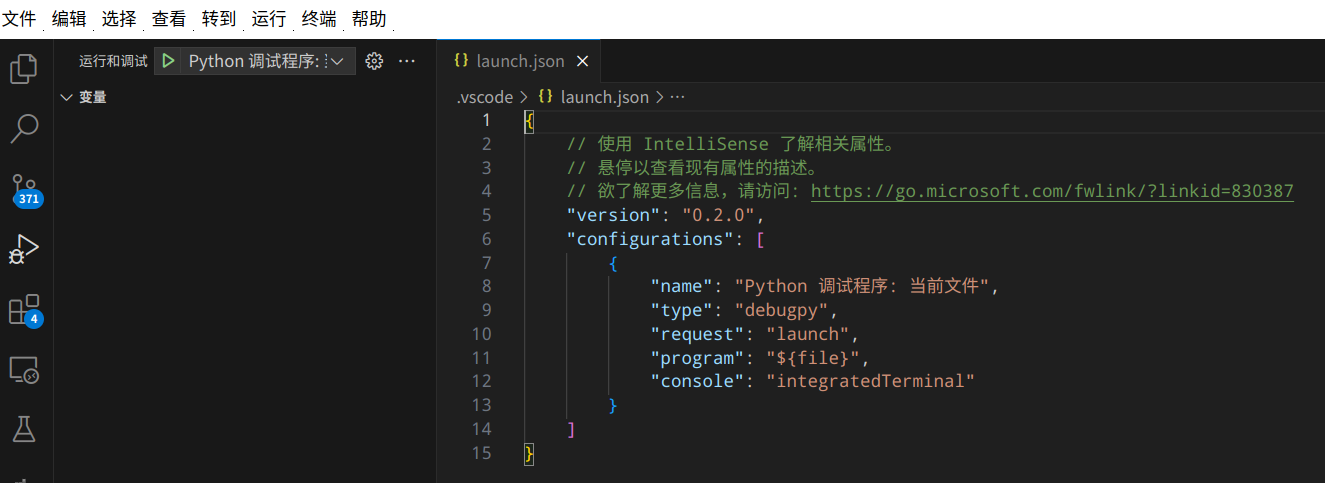 文件 编辑 选择 查看 转到 运行 终端 帮助
运行和调试 Python 调试程序: ···
变量
371
4
{} launch.json ×
.vscode > {} launch.json > ···
1 {
2 // 使用 IntelliSense 了解相关属性。
3 // 悬停以查看现有属性的描述。
4 // 欲了解更多信息，请访问: https://go.microsoft.com/fwlink/?linkid=830387
5 "version": "0.2.0",
6 "configurations": [
7 {
8 "name": "Python 调试程序: 当前文件",
9 "type": "debugpy",
10 "request": "launch",
11 "program": "${file}",
12 "console": "integratedTerminal"
13 }
14 ]
15 }